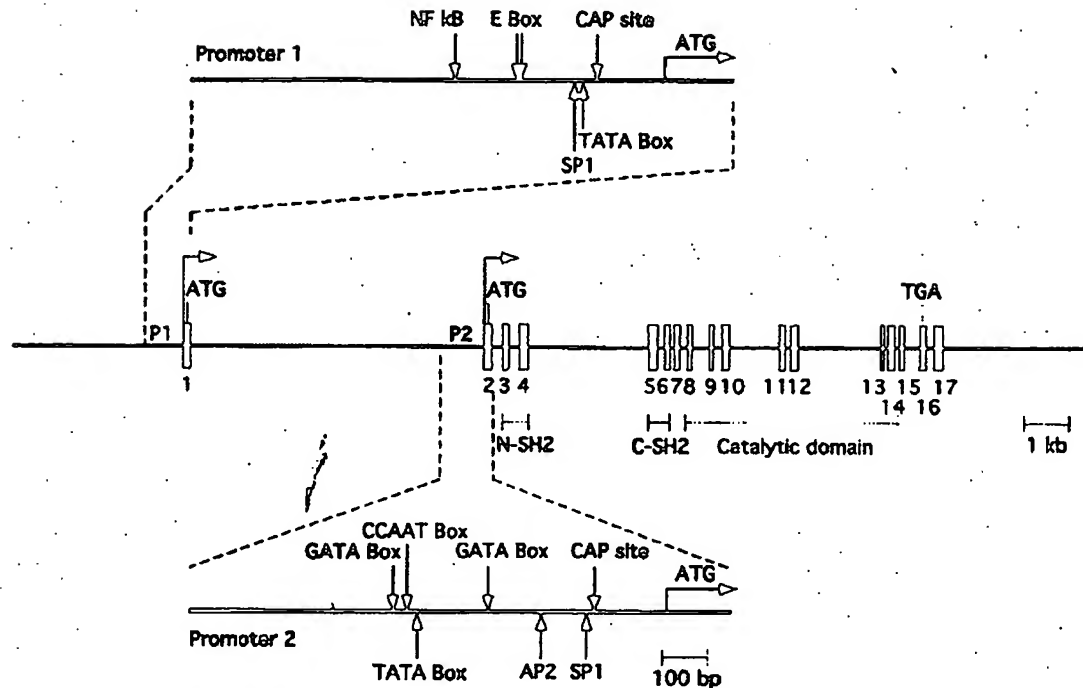 NF kB E Box CAP site
Promoter 1 ATG
TATA Box
SP1
ATG ATG TGA
P1 P2
1 2 3 4 5 6 7 8 9 10 11 12 13 15 17
14 16
N-SH2 C-SH2 Catalytic domain 1 kb
CCAAT Box
GATA Box GATA Box CAP site
ATG
Promoter 2
TATA Box AP2 SP1 100 bp